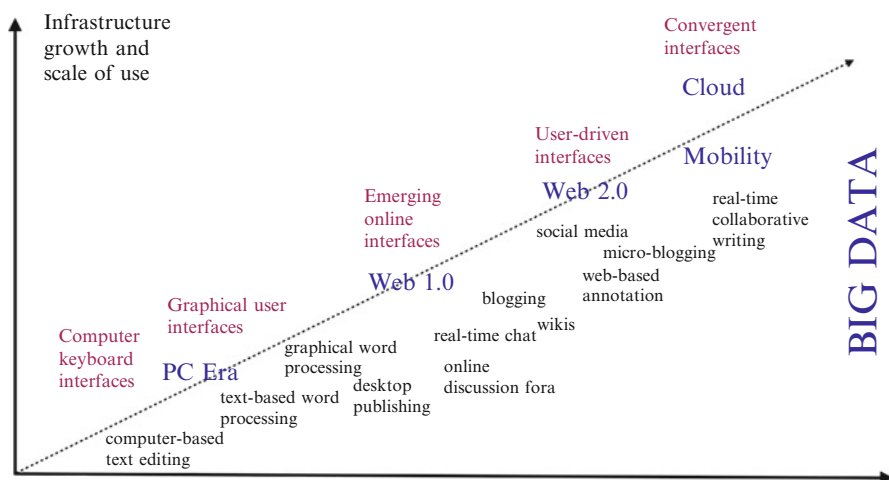 Infrastructure
growth and
scale of use
Convergent
interfaces
Cloud
User-driven
interfaces
Mobility
Web 2.0
Emerging
online
interfaces
real-time
collaborative
writing
social media
micro-blogging
web-based
annotation
Web 1.0
blogging
wikis
real-time chat
Graphical user
interfaces
Computer
keyboard
interfaces
PC Era
graphical word
processing
online
discussion fora
desktop
publishing
text-based word
processing
computer-based
text editing
BIG DATA